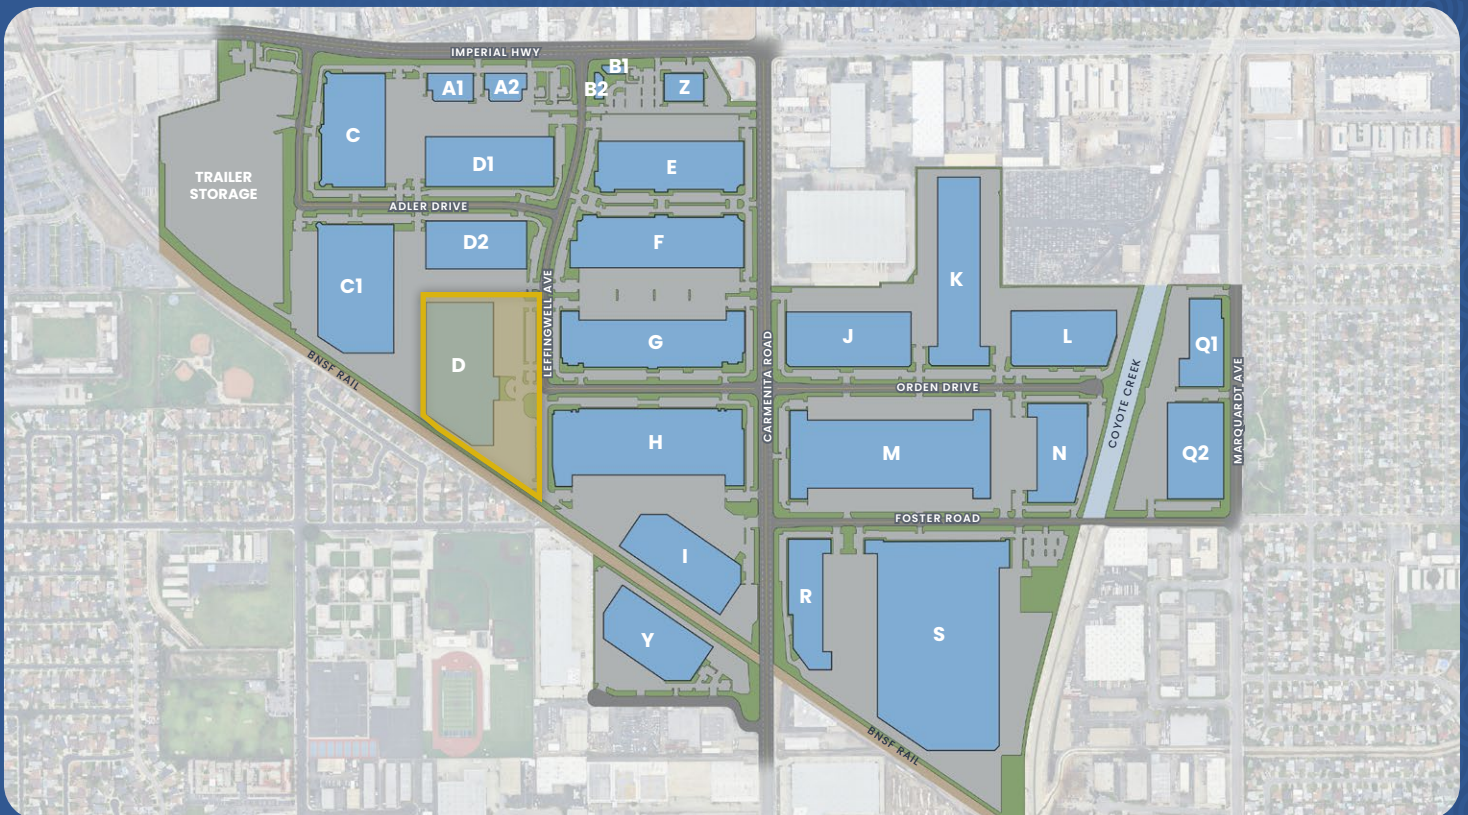 IMPERIAL HWY
B1
A1
A2
B2
Z
C
D1
E
TRAILER
STORAGE
ADLER DRIVE
D2
F
C1
K
LEFFINGWELL AVE
G
J
L
Q1
D
BNSF RAIL
CARMENITA ROAD
ORDEN DRIVE
COYOTE CREEK
MARQUARDT AVE
H
M
N
Q2
FOSTER ROAD
I
R
Y
S
BNSF RAIL